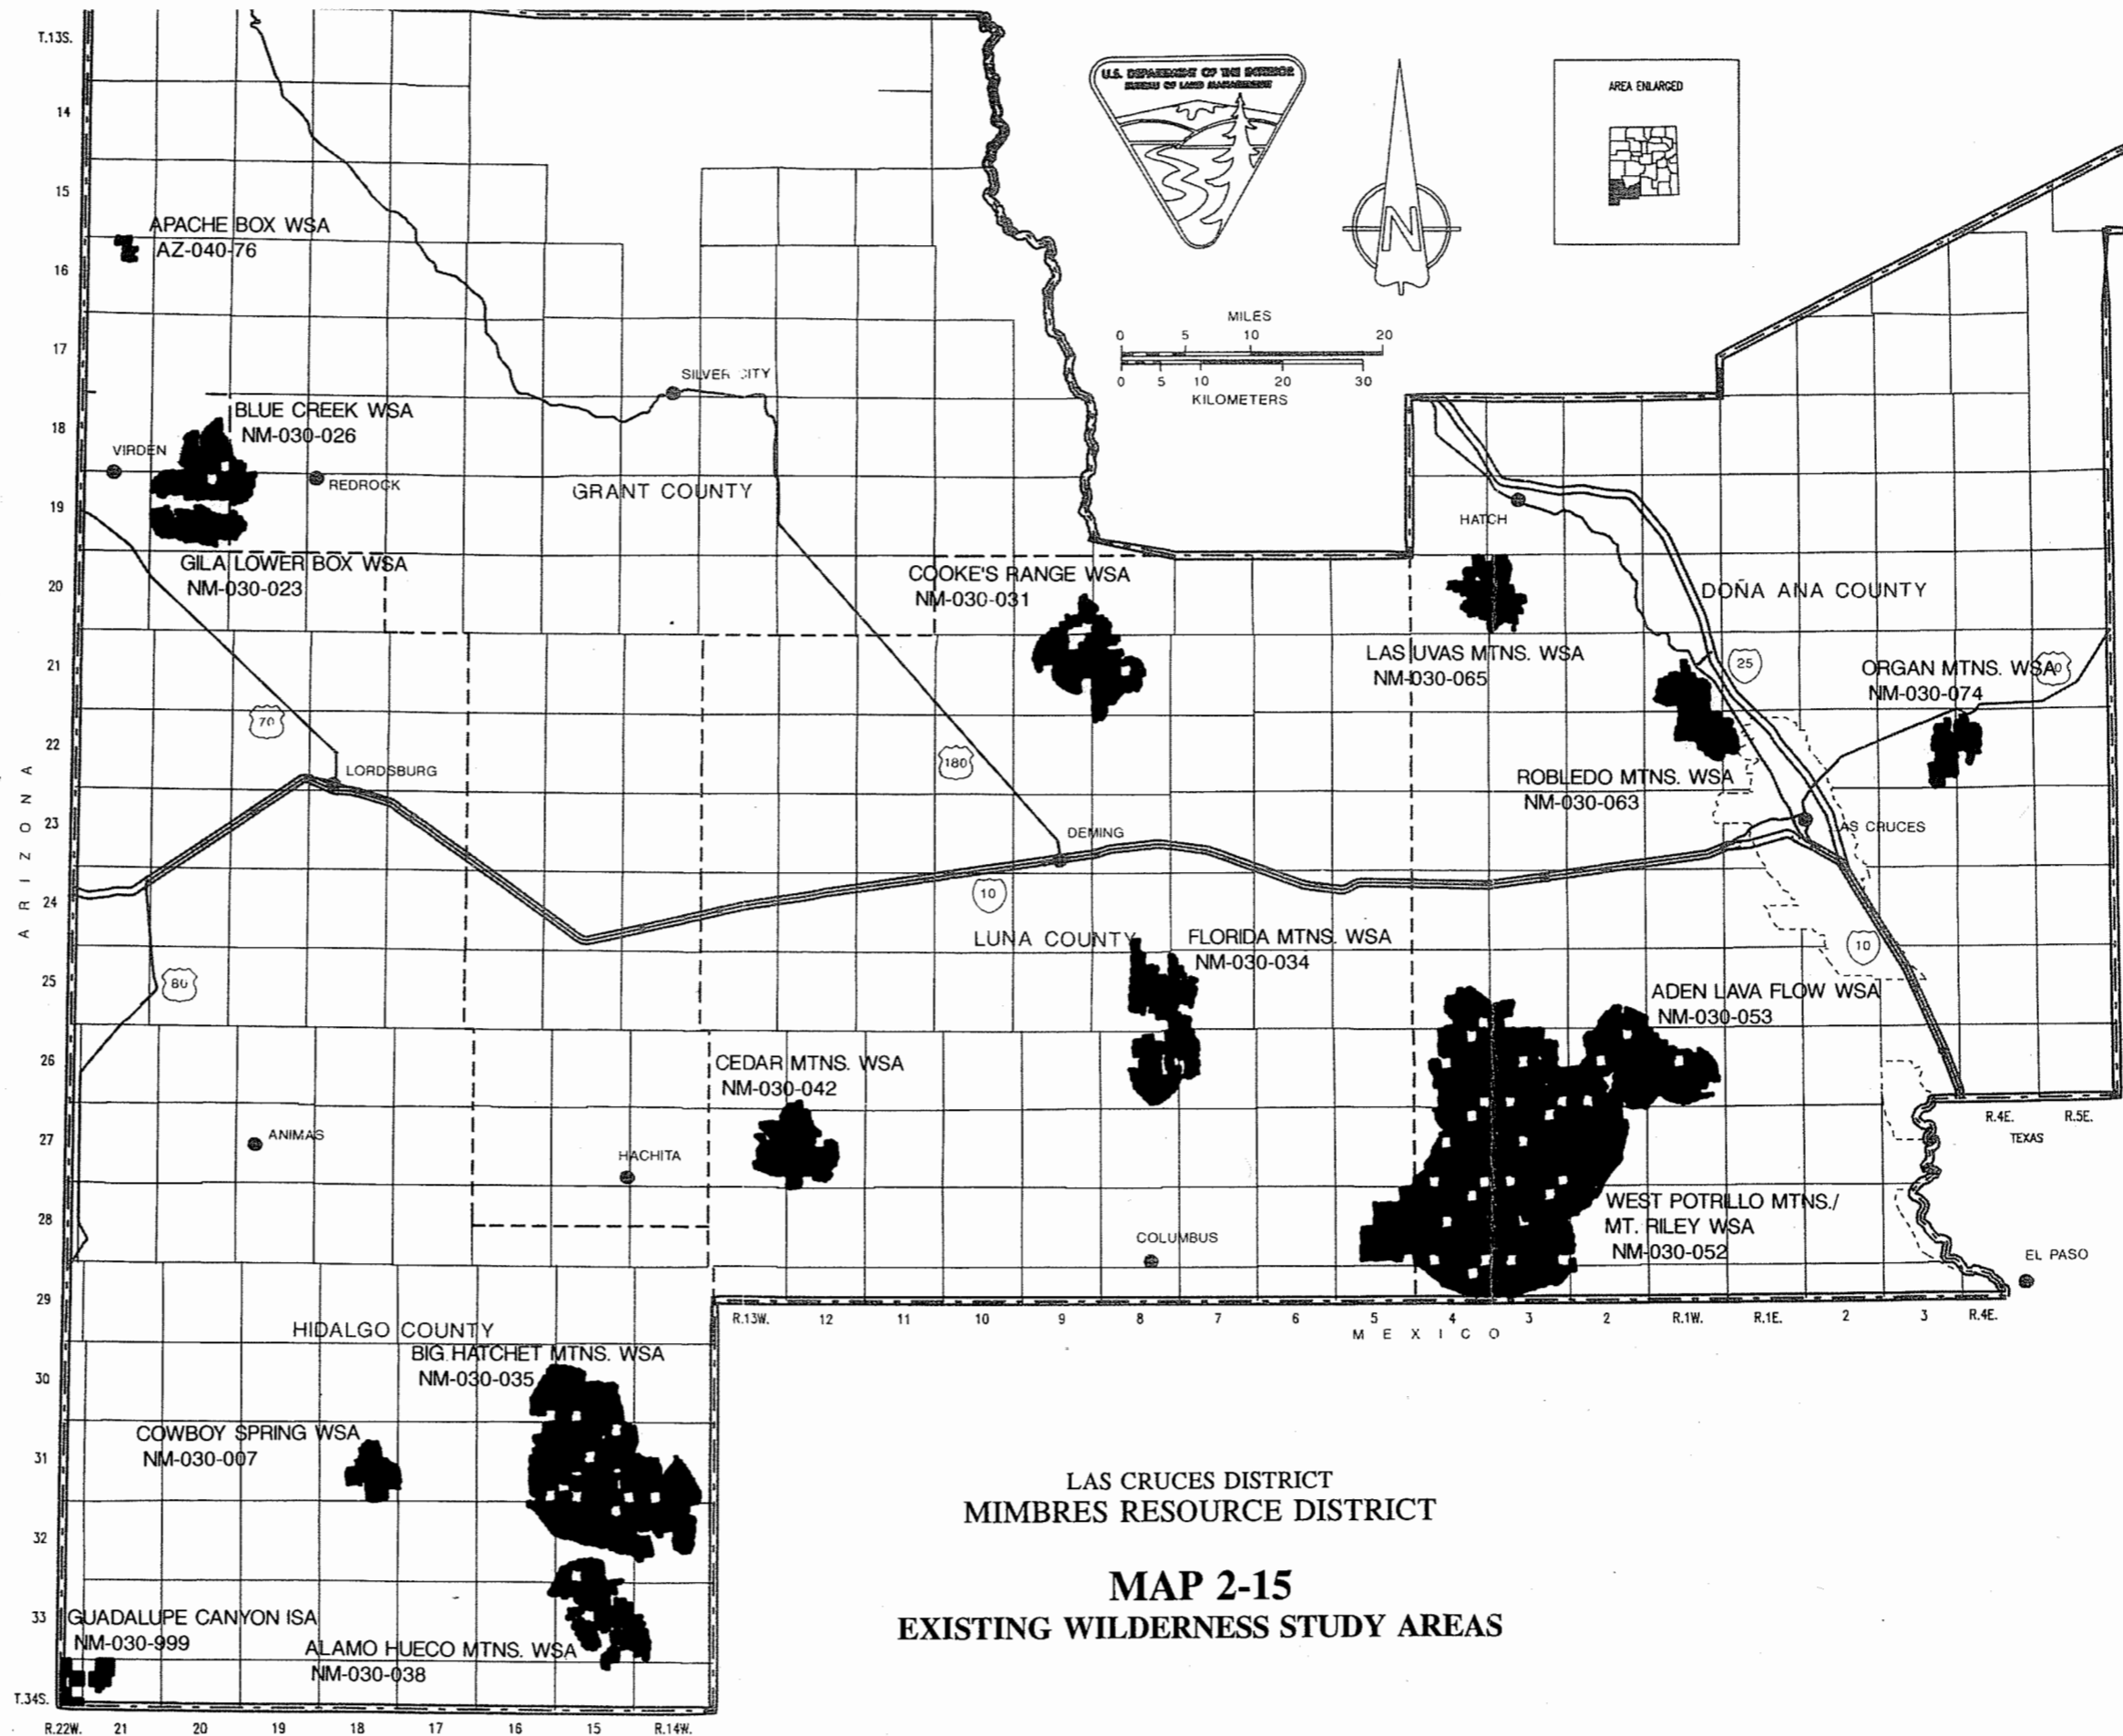 T.13S.
14
15
16
17
18
19
20
21
22
23
24
25
26
27
28
29
30
31
32
33
T.34S.
ARIZONA
U.S. DEPARTMENT OF THE INTERIOR
BUREAU OF LAND MANAGEMENT
N
AREA ENLARGED
MILES
0 5 10 20
0 5 10 20 30
KILOMETERS
APACHE BOX WSA
AZ-040-76
SILVER CITY
BLUE CREEK WSA
NM-030-026
VIRDEN
REDROCK
GRANT COUNTY
HATCH
GILA LOWER BOX WSA
NM-030-023
COOKE'S RANGE WSA
NM-030-031
DOÑA ANA COUNTY
LAS UVAS MTNS. WSA
NM-030-065
25
ORGAN MTNS. WSA
NM-030-074
70
LORDSBURG
180
ROBLEDO MTNS. WSA
NM-030-063
DEMING
LAS CRUCES
10
LUNA COUNTY
FLORIDA MTNS. WSA
NM-030-034
10
80
ADEN LAVA FLOW WSA
NM-030-053
CEDAR MTNS. WSA
NM-030-042
R.4E. R.5E.
TEXAS
ANIMAS
HACHITA
WEST POTRILLO MTNS./
MT. RILEY WSA
NM-030-052
COLUMBUS
EL PASO
R.13W. 12 11 10 9 8 7 6 5 4 3 2 R.1W. R.1E. 2 3 R.4E.
MEXICO
HIDALGO COUNTY
BIG HATCHET MTNS. WSA
NM-030-035
COWBOY SPRING WSA
NM-030-007
GUADALUPE CANYON ISA
NM-030-999
ALAMO HUECO MTNS. WSA
NM-030-038
R.22W. 21 20 19 18 17 16 15 R.14W.
LAS CRUCES DISTRICT
MIMBRES RESOURCE DISTRICT
MAP 2-15
EXISTING WILDERNESS STUDY AREAS